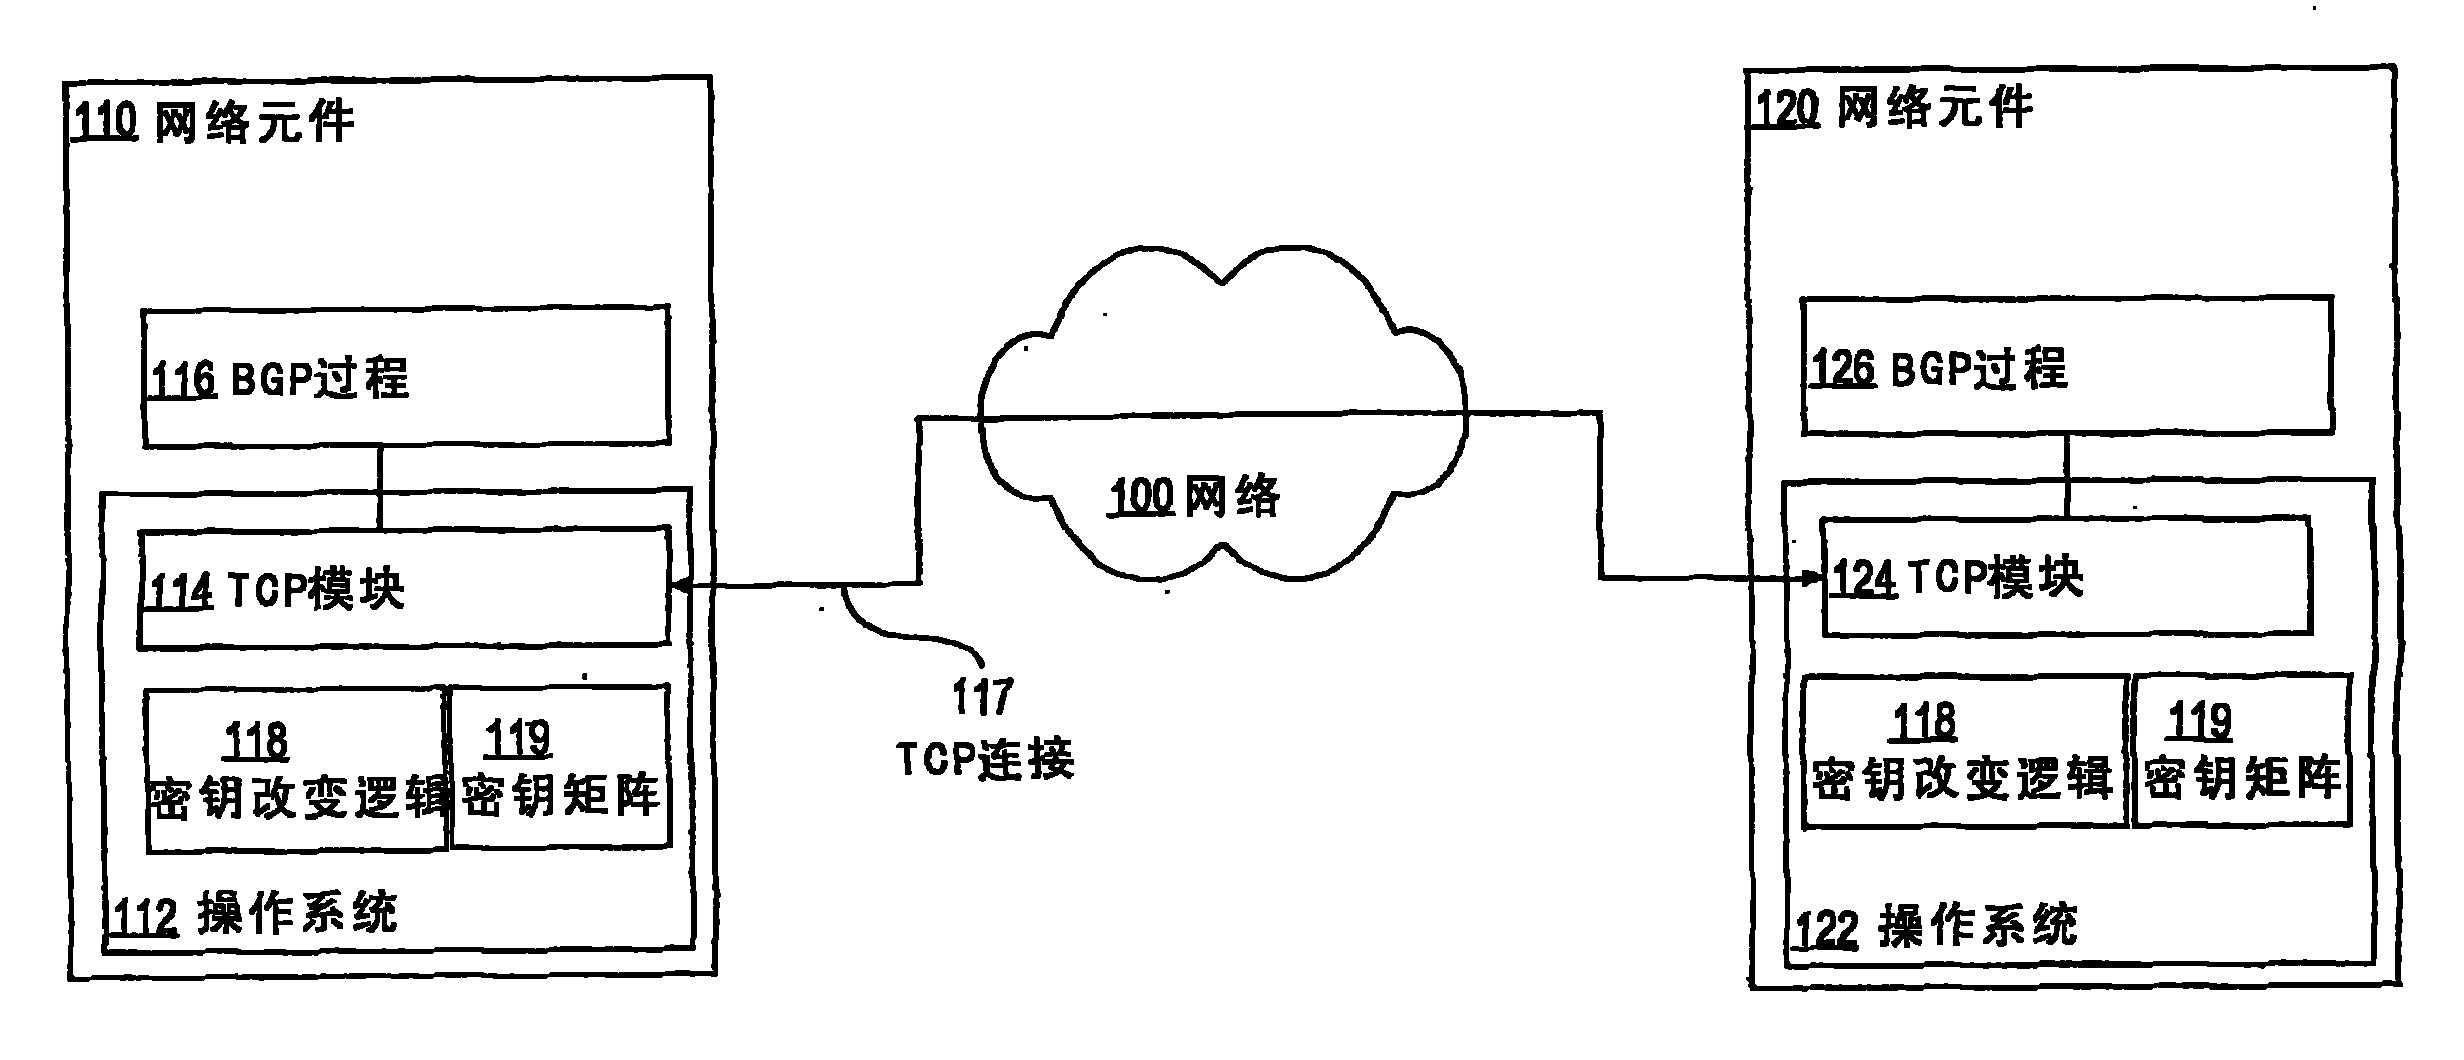 110 网络元件
116 BGP过程
114 TCP模块
118
密钥改变逻辑
119
密钥矩阵
112 操作系统
100 网络
117
TCP连接
120 网络元件
126 BGP过程
124 TCP模块
118
密钥改变逻辑
119
密钥矩阵
122 操作系统